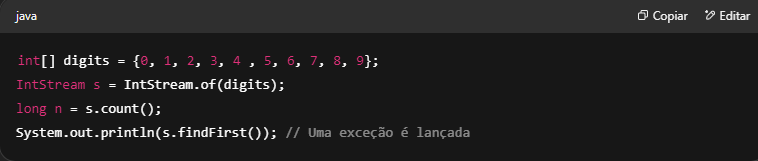 java Copiar Editar
int[] digits = {0, 1, 2, 3, 4 , 5, 6, 7, 8, 9};
IntStream s = IntStream.of(digits);
long n = s.count();
System.out.println(s.findFirst()); // Uma exceção é lançada